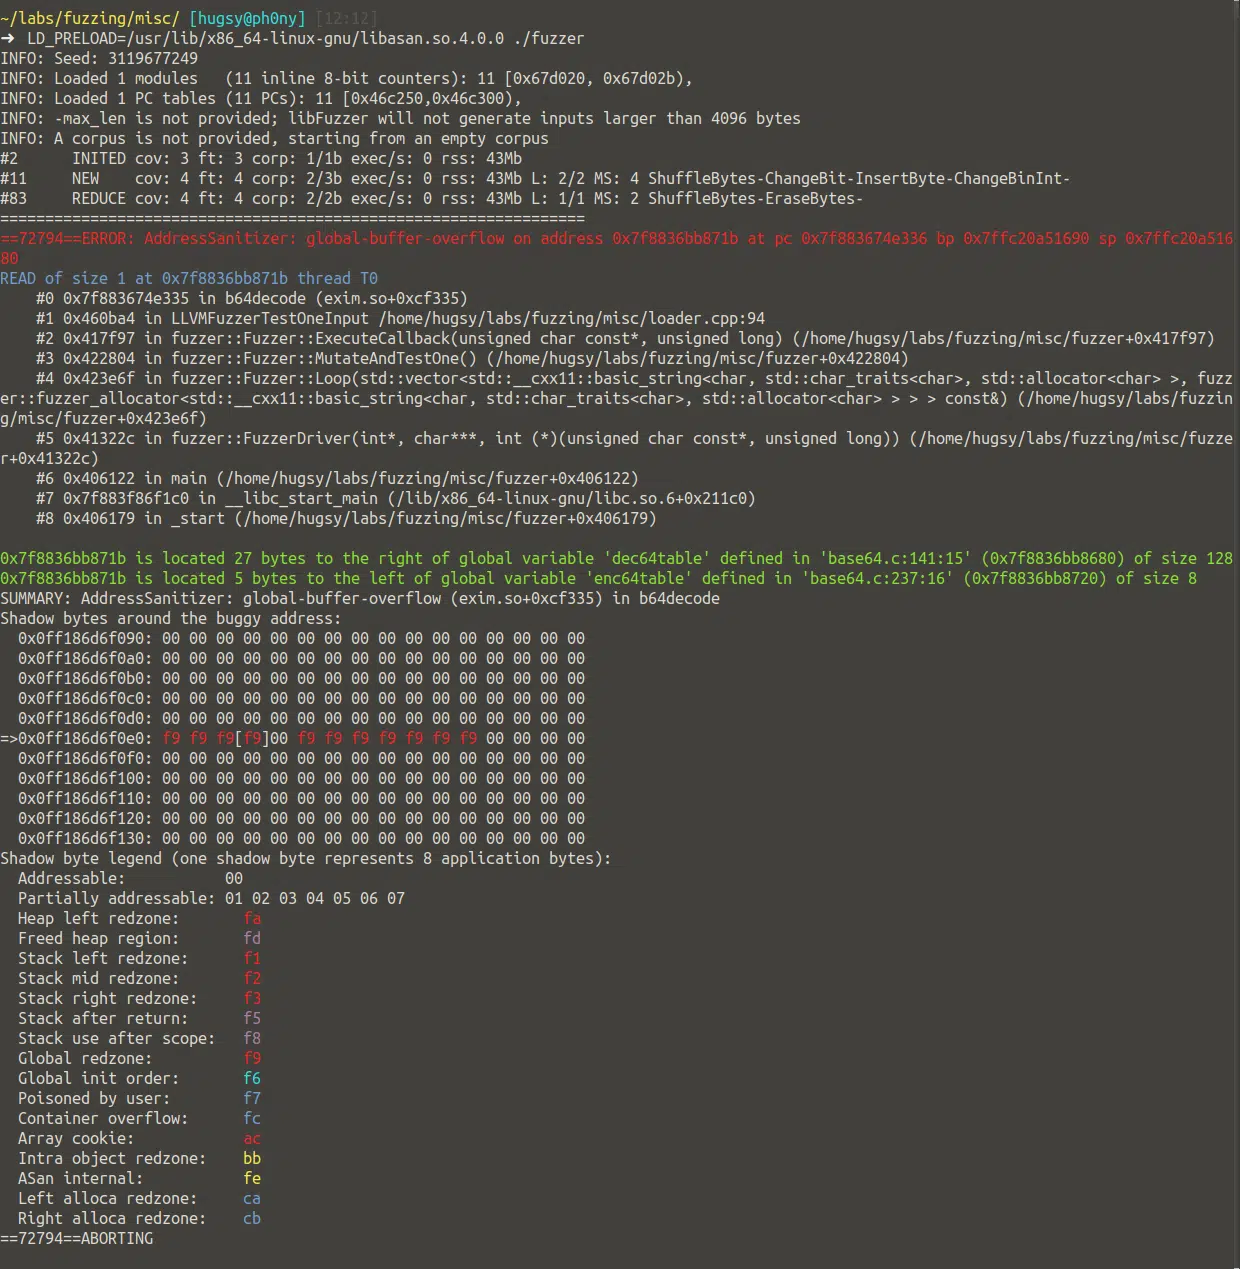 ~/labs/fuzzing/misc/ [hugsy@ph0ny] [12:12]
➜ LD_PRELOAD=/usr/lib/x86_64-linux-gnu/libasan.so.4.0.0 ./fuzzer
INFO: Seed: 3119677249
INFO: Loaded 1 modules   (11 inline 8-bit counters): 11 [0x67d020, 0x67d02b),
INFO: Loaded 1 PC tables (11 PCs): 11 [0x46c250,0x46c300),
INFO: -max_len is not provided; libFuzzer will not generate inputs larger than 4096 bytes
INFO: A corpus is not provided, starting from an empty corpus
#2      INITED cov: 3 ft: 3 corp: 1/1b exec/s: 0 rss: 43Mb
#11     NEW    cov: 4 ft: 4 corp: 2/3b exec/s: 0 rss: 43Mb L: 2/2 MS: 4 ShuffleBytes-ChangeBit-InsertByte-ChangeBinInt-
#83     REDUCE cov: 4 ft: 4 corp: 2/2b exec/s: 0 rss: 43Mb L: 1/1 MS: 2 ShuffleBytes-EraseBytes-
=================================================================
==72794==ERROR: AddressSanitizer: global-buffer-overflow on address 0x7f8836bb871b at pc 0x7f883674e336 bp 0x7ffc20a51690 sp 0x7ffc20a516
80
READ of size 1 at 0x7f8836bb871b thread T0
    #0 0x7f883674e335 in b64decode (exim.so+0xcf335)
    #1 0x460ba4 in LLVMFuzzerTestOneInput /home/hugsy/labs/fuzzing/misc/loader.cpp:94
    #2 0x417f97 in fuzzer::Fuzzer::ExecuteCallback(unsigned char const*, unsigned long) (/home/hugsy/labs/fuzzing/misc/fuzzer+0x417f97)
    #3 0x422804 in fuzzer::Fuzzer::MutateAndTestOne() (/home/hugsy/labs/fuzzing/misc/fuzzer+0x422804)
    #4 0x423e6f in fuzzer::Fuzzer::Loop(std::vector<std::__cxx11::basic_string<char, std::char_traits<char>, std::allocator<char> >, fuzz
er::fuzzer_allocator<std::__cxx11::basic_string<char, std::char_traits<char>, std::allocator<char> > > > const&) (/home/hugsy/labs/fuzzin
g/misc/fuzzer+0x423e6f)
    #5 0x41322c in fuzzer::FuzzerDriver(int*, char***, int (*)(unsigned char const*, unsigned long)) (/home/hugsy/labs/fuzzing/misc/fuzze
r+0x41322c)
    #6 0x406122 in main (/home/hugsy/labs/fuzzing/misc/fuzzer+0x406122)
    #7 0x7f883f86f1c0 in __libc_start_main (/lib/x86_64-linux-gnu/libc.so.6+0x211c0)
    #8 0x406179 in _start (/home/hugsy/labs/fuzzing/misc/fuzzer+0x406179)
0x7f8836bb871b is located 27 bytes to the right of global variable 'dec64table' defined in 'base64.c:141:15' (0x7f8836bb8680) of size 128
0x7f8836bb871b is located 5 bytes to the left of global variable 'enc64table' defined in 'base64.c:237:16' (0x7f8836bb8720) of size 8
SUMMARY: AddressSanitizer: global-buffer-overflow (exim.so+0xcf335) in b64decode
Shadow bytes around the buggy address:
  0x0ff186d6f090: 00 00 00 00 00 00 00 00 00 00 00 00 00 00 00 00
  0x0ff186d6f0a0: 00 00 00 00 00 00 00 00 00 00 00 00 00 00 00 00
  0x0ff186d6f0b0: 00 00 00 00 00 00 00 00 00 00 00 00 00 00 00 00
  0x0ff186d6f0c0: 00 00 00 00 00 00 00 00 00 00 00 00 00 00 00 00
  0x0ff186d6f0d0: 00 00 00 00 00 00 00 00 00 00 00 00 00 00 00 00
=>0x0ff186d6f0e0: f9 f9 f9[f9]00 f9 f9 f9 f9 f9 f9 f9 00 00 00 00
  0x0ff186d6f0f0: 00 00 00 00 00 00 00 00 00 00 00 00 00 00 00 00
  0x0ff186d6f100: 00 00 00 00 00 00 00 00 00 00 00 00 00 00 00 00
  0x0ff186d6f110: 00 00 00 00 00 00 00 00 00 00 00 00 00 00 00 00
  0x0ff186d6f120: 00 00 00 00 00 00 00 00 00 00 00 00 00 00 00 00
  0x0ff186d6f130: 00 00 00 00 00 00 00 00 00 00 00 00 00 00 00 00
Shadow byte legend (one shadow byte represents 8 application bytes):
  Addressable:           00
  Partially addressable: 01 02 03 04 05 06 07
  Heap left redzone:       fa
  Freed heap region:       fd
  Stack left redzone:      f1
  Stack mid redzone:       f2
  Stack right redzone:     f3
  Stack after return:      f5
  Stack use after scope:   f8
  Global redzone:          f9
  Global init order:       f6
  Poisoned by user:        f7
  Container overflow:      fc
  Array cookie:            ac
  Intra object redzone:    bb
  ASan internal:           fe
  Left alloca redzone:     ca
  Right alloca redzone:    cb
==72794==ABORTING